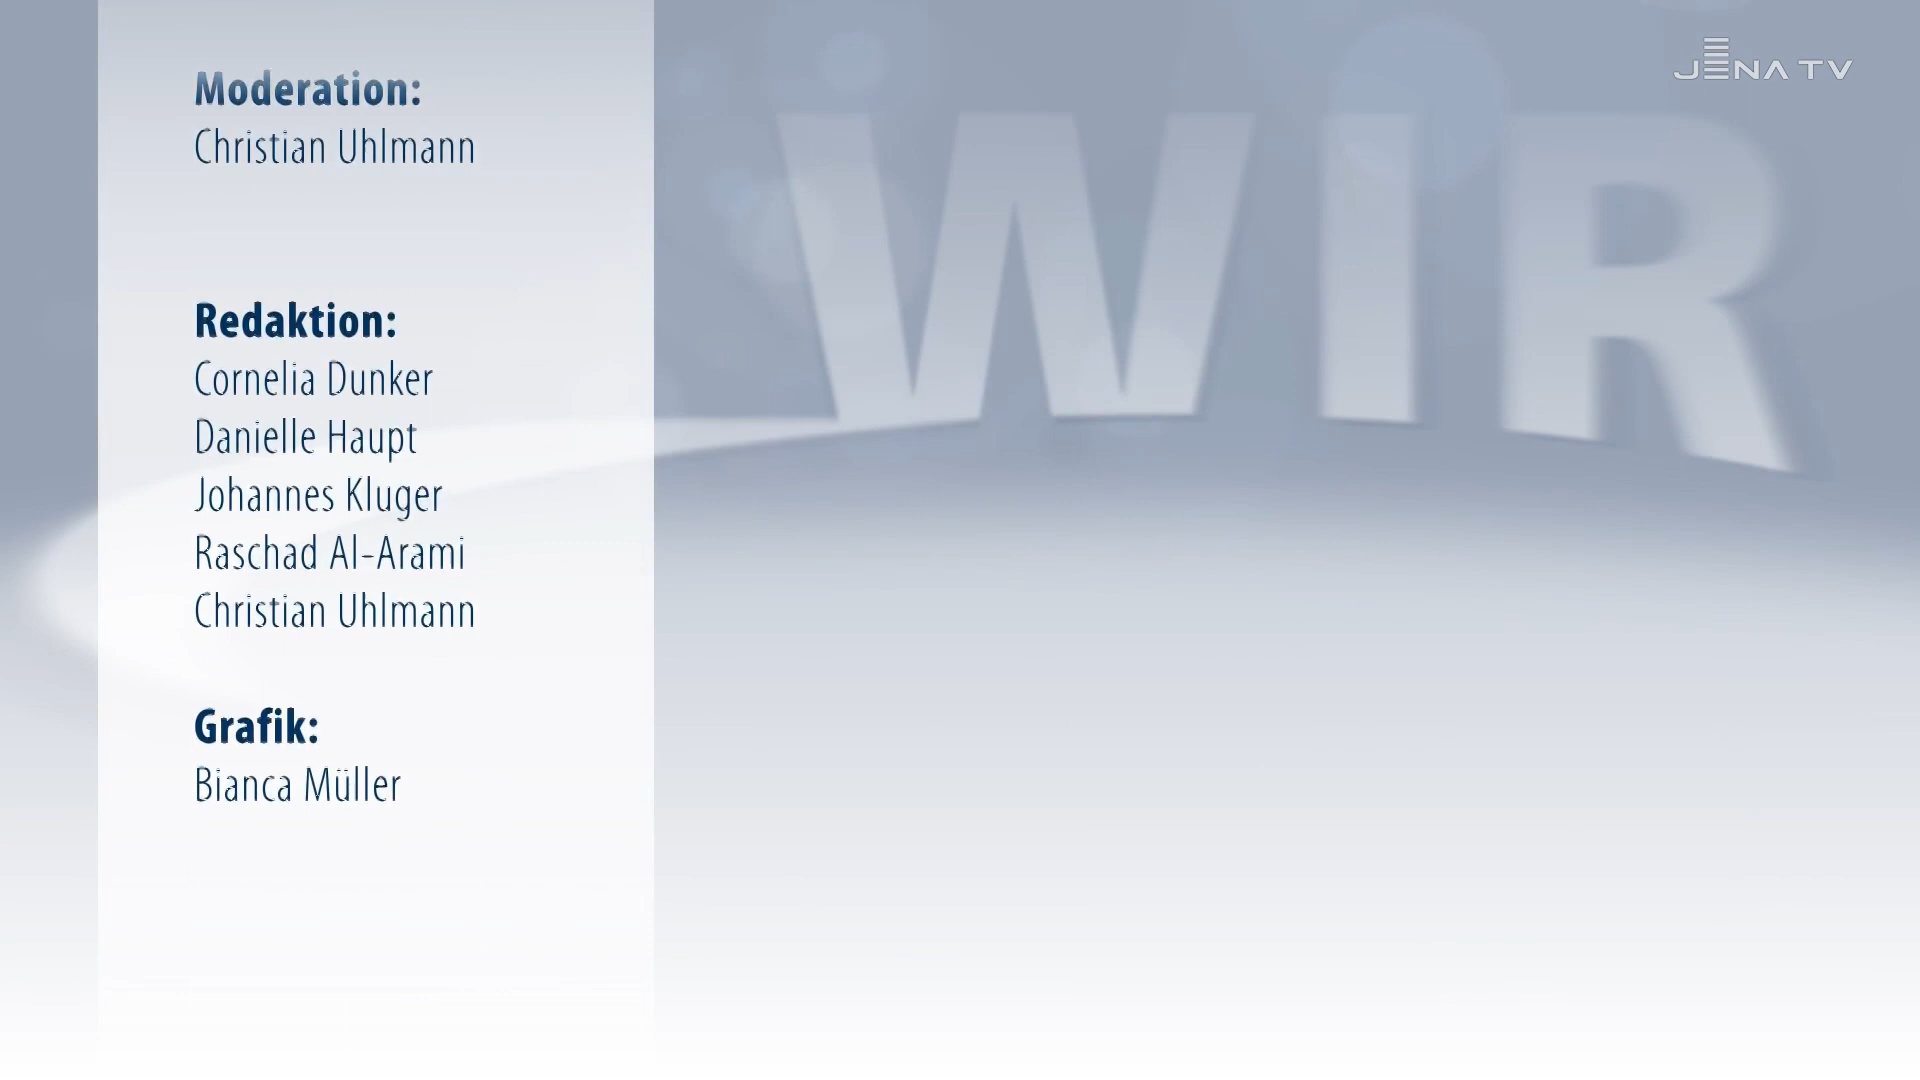 Moderation:
Christian Uhlmann
Redaktion:
Cornelia Dunker
Danielle Haupt
Johannes Kluger
Raschad Al-Arami
Christian Uhlmann
Grafik:
Bianca Müller
WIR
JENA TV